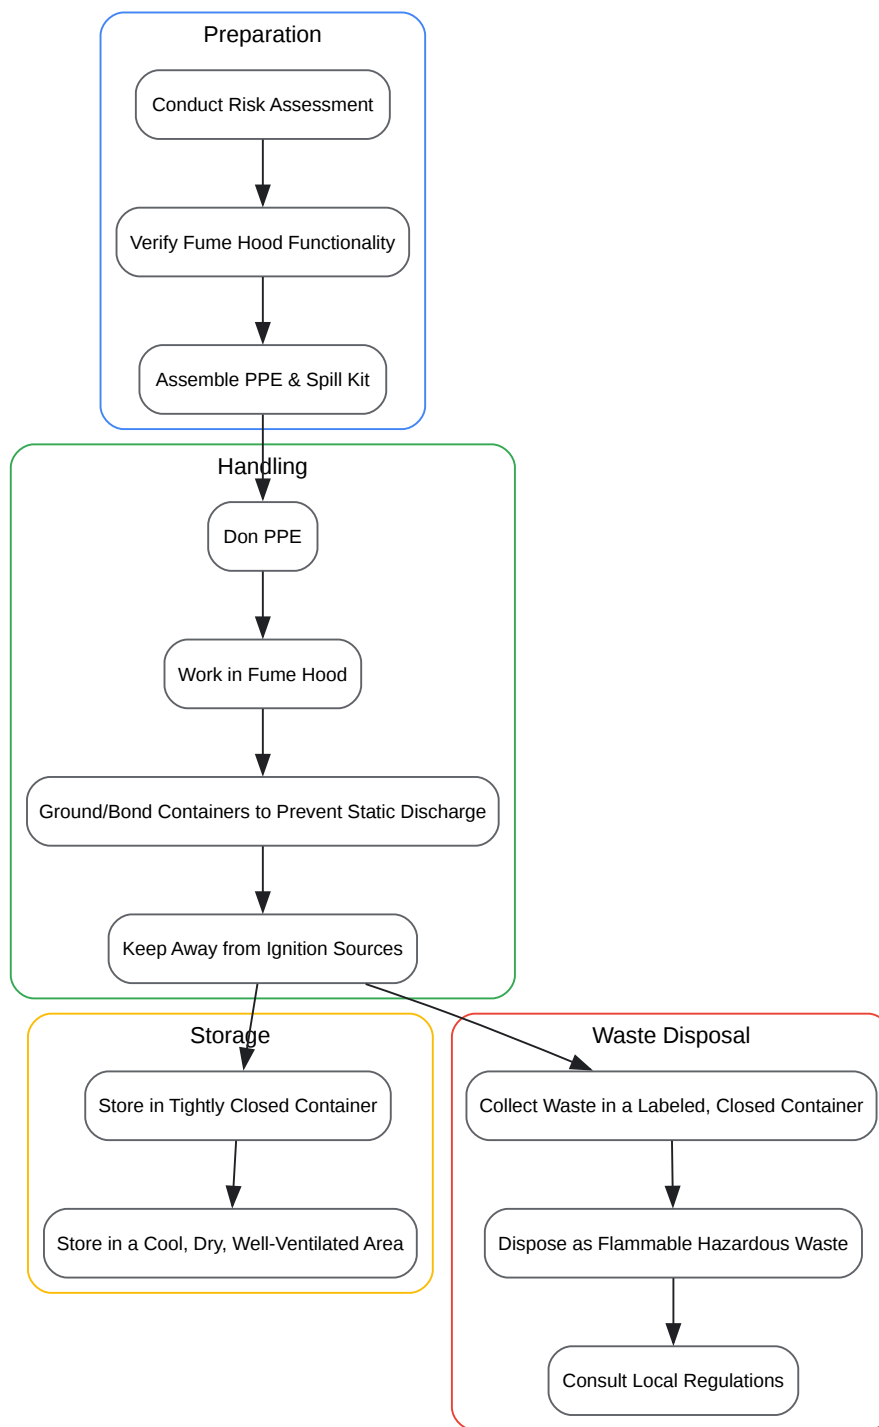 Preparation
Conduct Risk Assessment
Verify Fume Hood Functionality
Assemble PPE & Spill Kit
Handling
Don PPE
Work in Fume Hood
Ground/Bond Containers to Prevent Static Discharge
Keep Away from Ignition Sources
Storage
Store in Tightly Closed Container
Store in a Cool, Dry, Well-Ventilated Area
Waste Disposal
Collect Waste in a Labeled, Closed Container
Dispose as Flammable Hazardous Waste
Consult Local Regulations